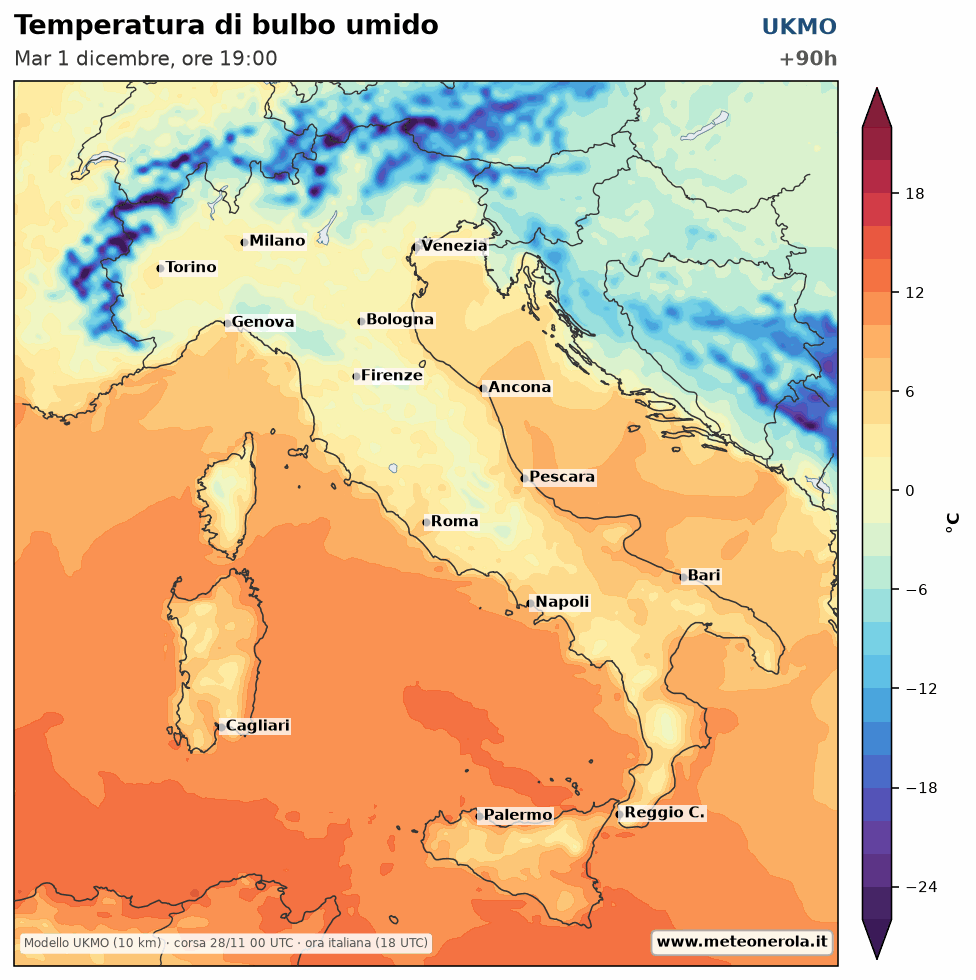 Temperatura di bulbo umido
UKMO
Mar 1 dicembre, ore 19:00
+90h
Milano
Venezia
Torino
Genova
Bologna
Firenze
Ancona
Pescara
Roma
Bari
Napoli
Cagliari
Palermo
Reggio C.
18
12
6
0
−6
−12
−18
−24
°C
Modello UKMO (10 km) · corsa 28/11 00 UTC · ora italiana (18 UTC)
www.meteonerola.it